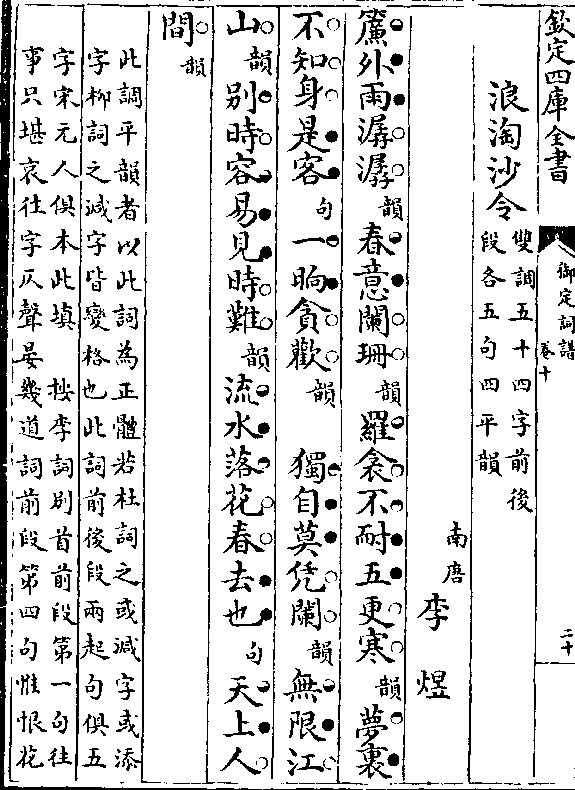 欽定四庫全書
御定詞譜
卷十
二十
浪淘沙令
雙調五十四字前後
段各五句四平韻
南唐
李煜
簾外雨潺潺韻春意闌珊韻羅衾不耐五更寒韻夢裏
不知身是客句一晌貪歡韻
獨自莫凭闌韻無限江
山韻别時容易見時難韻流水落花春去也句天上人
間韻
此調平韻者以此詞為正體若杜詞之或減字或添
字柳詞之減字皆變格也此詞前後段兩起句俱五
字宋元人俱本此填
按李詞别首前段第一句往
事只堪哀往字仄聲晏幾道詞前段第四句惟恨花